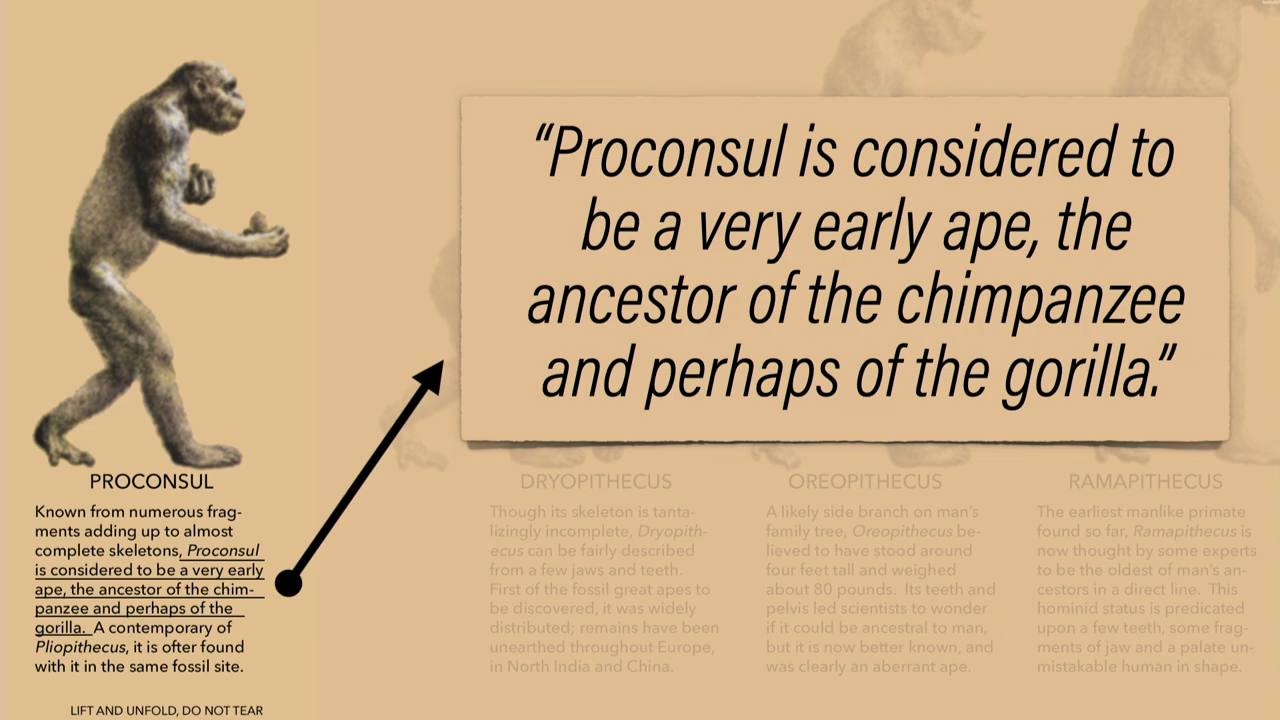 “Proconsul is considered to
be a very early ape, the
ancestor of the chimpanzee
and perhaps of the gorilla.”
PROCONSUL
Known from numerous frag-
ments adding up to almost
complete skeletons, Proconsul
is considered to be a very early
ape, the ancestor of the chim-
panzee and perhaps of the
gorilla. A contemporary of
Pliopithecus, it is ofter found
with it in the same fossil site.
LIFT AND UNFOLD, DO NOT TEAR
DRYOPITHECUS
Though its skeleton is tanta-
lizingly incomplete, Dryopith-
ecus can be fairly described
from a few jaws and teeth.
First of the fossil great apes to
be discovered, it was widely
distributed; remains have been
unearthed throughout Europe,
in North India and China.
OREOPITHECUS
A likely side branch on man’s
family tree, Oreopithecus be-
lieved to have stood around
four feet tall and weighed
about 80 pounds. Its teeth and
pelvis led scientists to wonder
if it could be ancestral to man,
but it is now better known, and
was clearly an aberrant ape.
RAMAPITHECUS
The earliest manlike primate
found so far, Ramapithecus is
now thought by some experts
to be the oldest of man’s an-
cestors in a direct line. This
hominid status is predicated
upon a few teeth, some frag-
ments of jaw and a palate un-
mistakable human in shape.